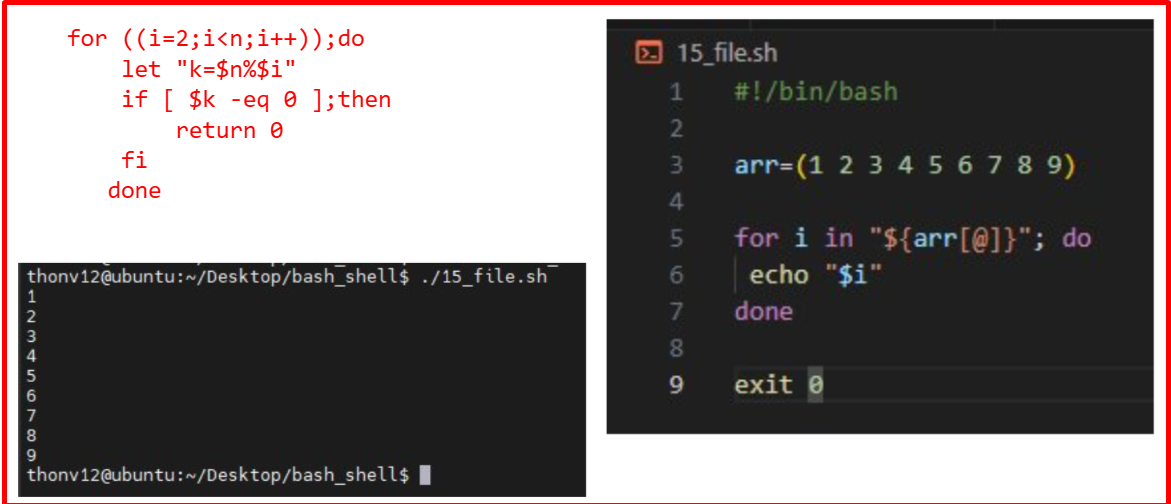 for ((i=2;i<n;i++));do
let "k=$n%$i"
if [ $k -eq 0 ];then
return 0
fi
done
15_file.sh
1 #!/bin/bash
2
3 arr=(1 2 3 4 5 6 7 8 9)
4
5 for i in "${arr[@]}"; do
6 echo "$i"
7 done
8
9 exit 0
thonv12@ubuntu:~/Desktop/bash_shell$ ./15_file.sh
1
2
3
4
5
6
7
8
9
thonv12@ubuntu:~/Desktop/bash_shell$